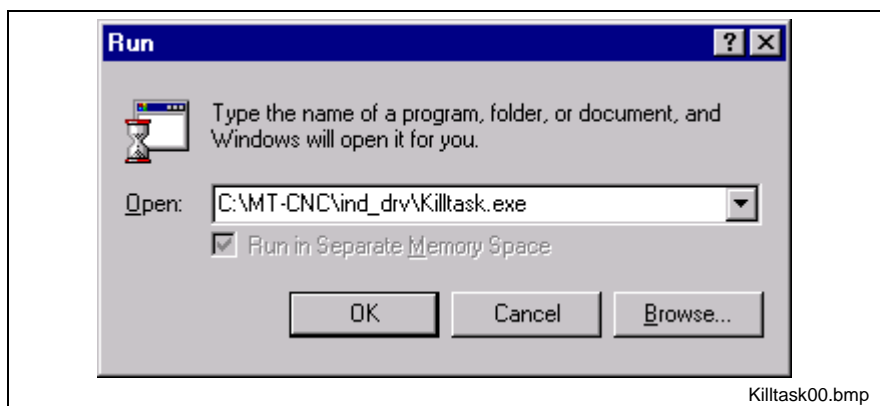 Run
Type the name of a program, folder, or document, and
Windows will open it for you.
Open: C:\MT-CNC\ind_drv\Killtask.exe
Run in Separate Memory Space
OK Cancel Browse...
Killtask00.bmp